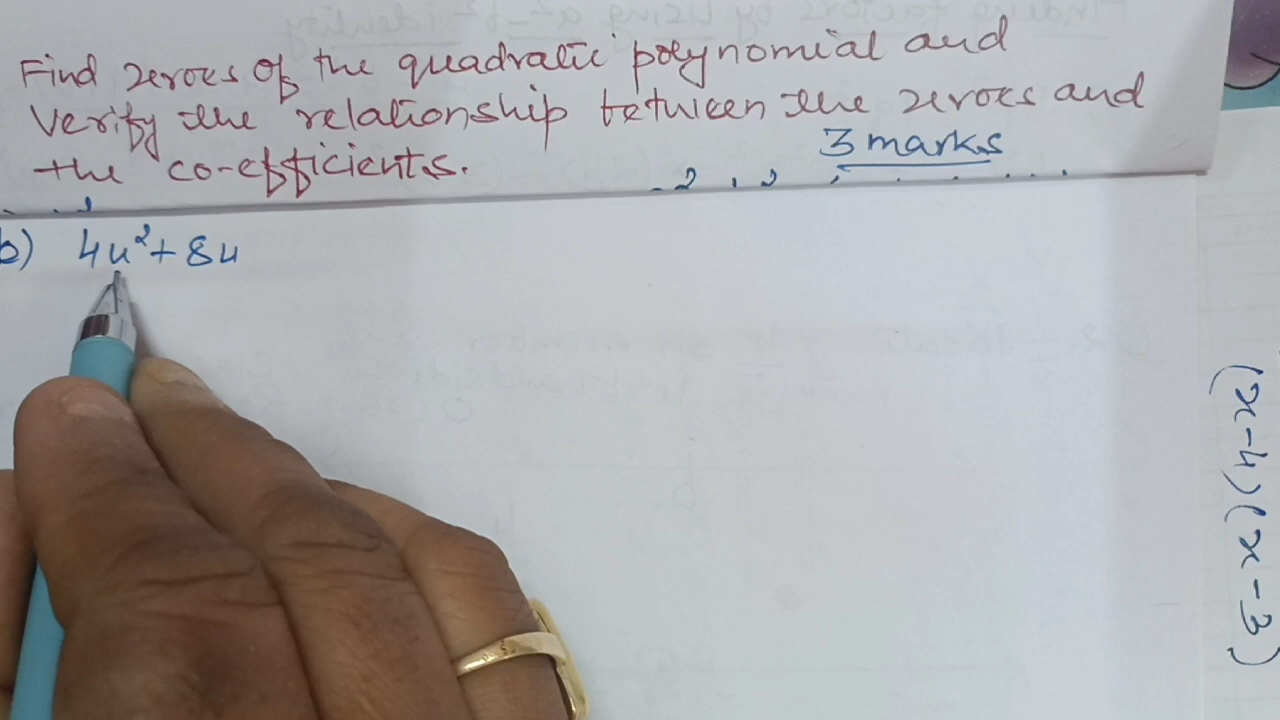 Find zeroes of the quadratic polynomial and
Verify the relationship between the zeroes and
the co-efficients.
3 marks
b) 4u²+8u
(x-4)(x-3)